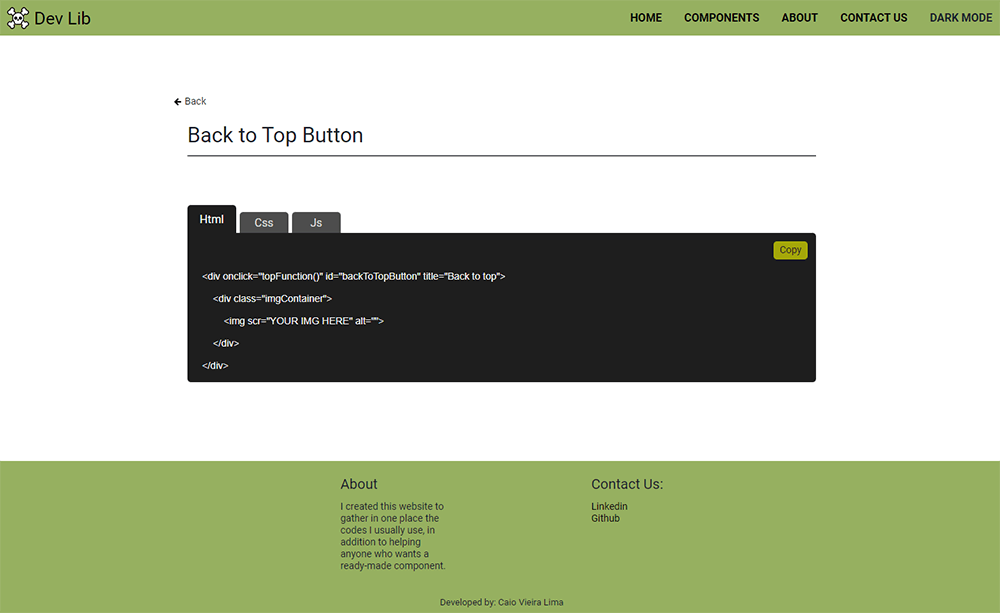 Dev Lib
HOME COMPONENTS ABOUT CONTACT US DARK MODE
Back
Back to Top Button
Html Css Js
Copy
<div onclick="topFunction()" id="backToTopButton" title="Back to top">
<div class="imgContainer">
<img scr="YOUR IMG HERE" alt="">
</div>
</div>
About
I created this website to
gather in one place the
codes I usually use, in
addition to helping
anyone who wants a
ready-made component.
Contact Us:
Linkedin
Github
Developed by: Caio Vieira Lima